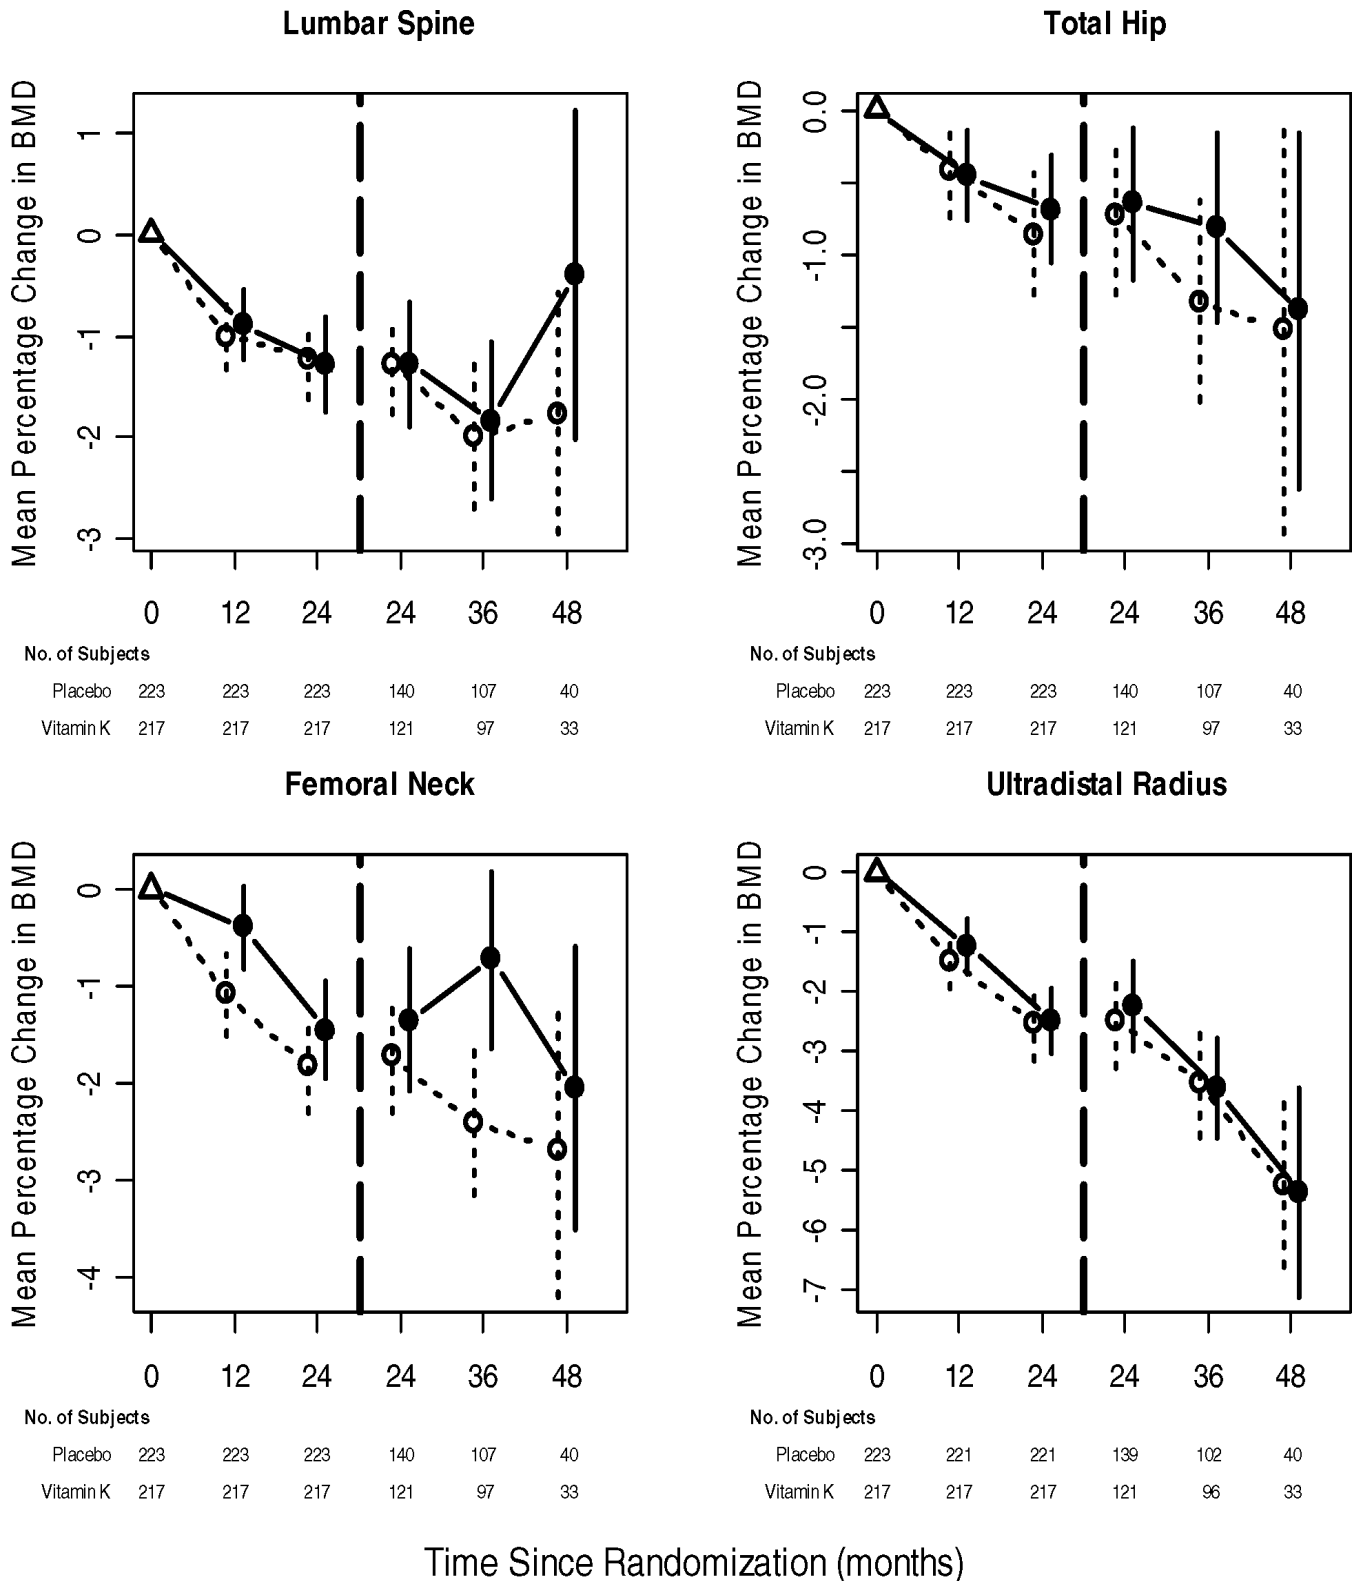 Lumbar Spine
Mean Percentage Change in BMD
1
0
-1
-2
-3
0 12 24 24 36 48
No. of Subjects
Placebo 223 223 223 140 107 40
Vitamin K 217 217 217 121 97 33
Total Hip
Mean Percentage Change in BMD
0.0
-1.0
-2.0
-3.0
0 12 24 24 36 48
No. of Subjects
Placebo 223 223 223 140 107 40
Vitamin K 217 217 217 121 97 33
Femoral Neck
Mean Percentage Change in BMD
0
-1
-2
-3
-4
0 12 24 24 36 48
No. of Subjects
Placebo 223 223 223 140 107 40
Vitamin K 217 217 217 121 97 33
Ultradistal Radius
Mean Percentage Change in BMD
0
-1
-2
-3
-4
-5
-6
-7
0 12 24 24 36 48
No. of Subjects
Placebo 223 221 221 139 102 40
Vitamin K 217 217 217 121 96 33
Time Since Randomization (months)